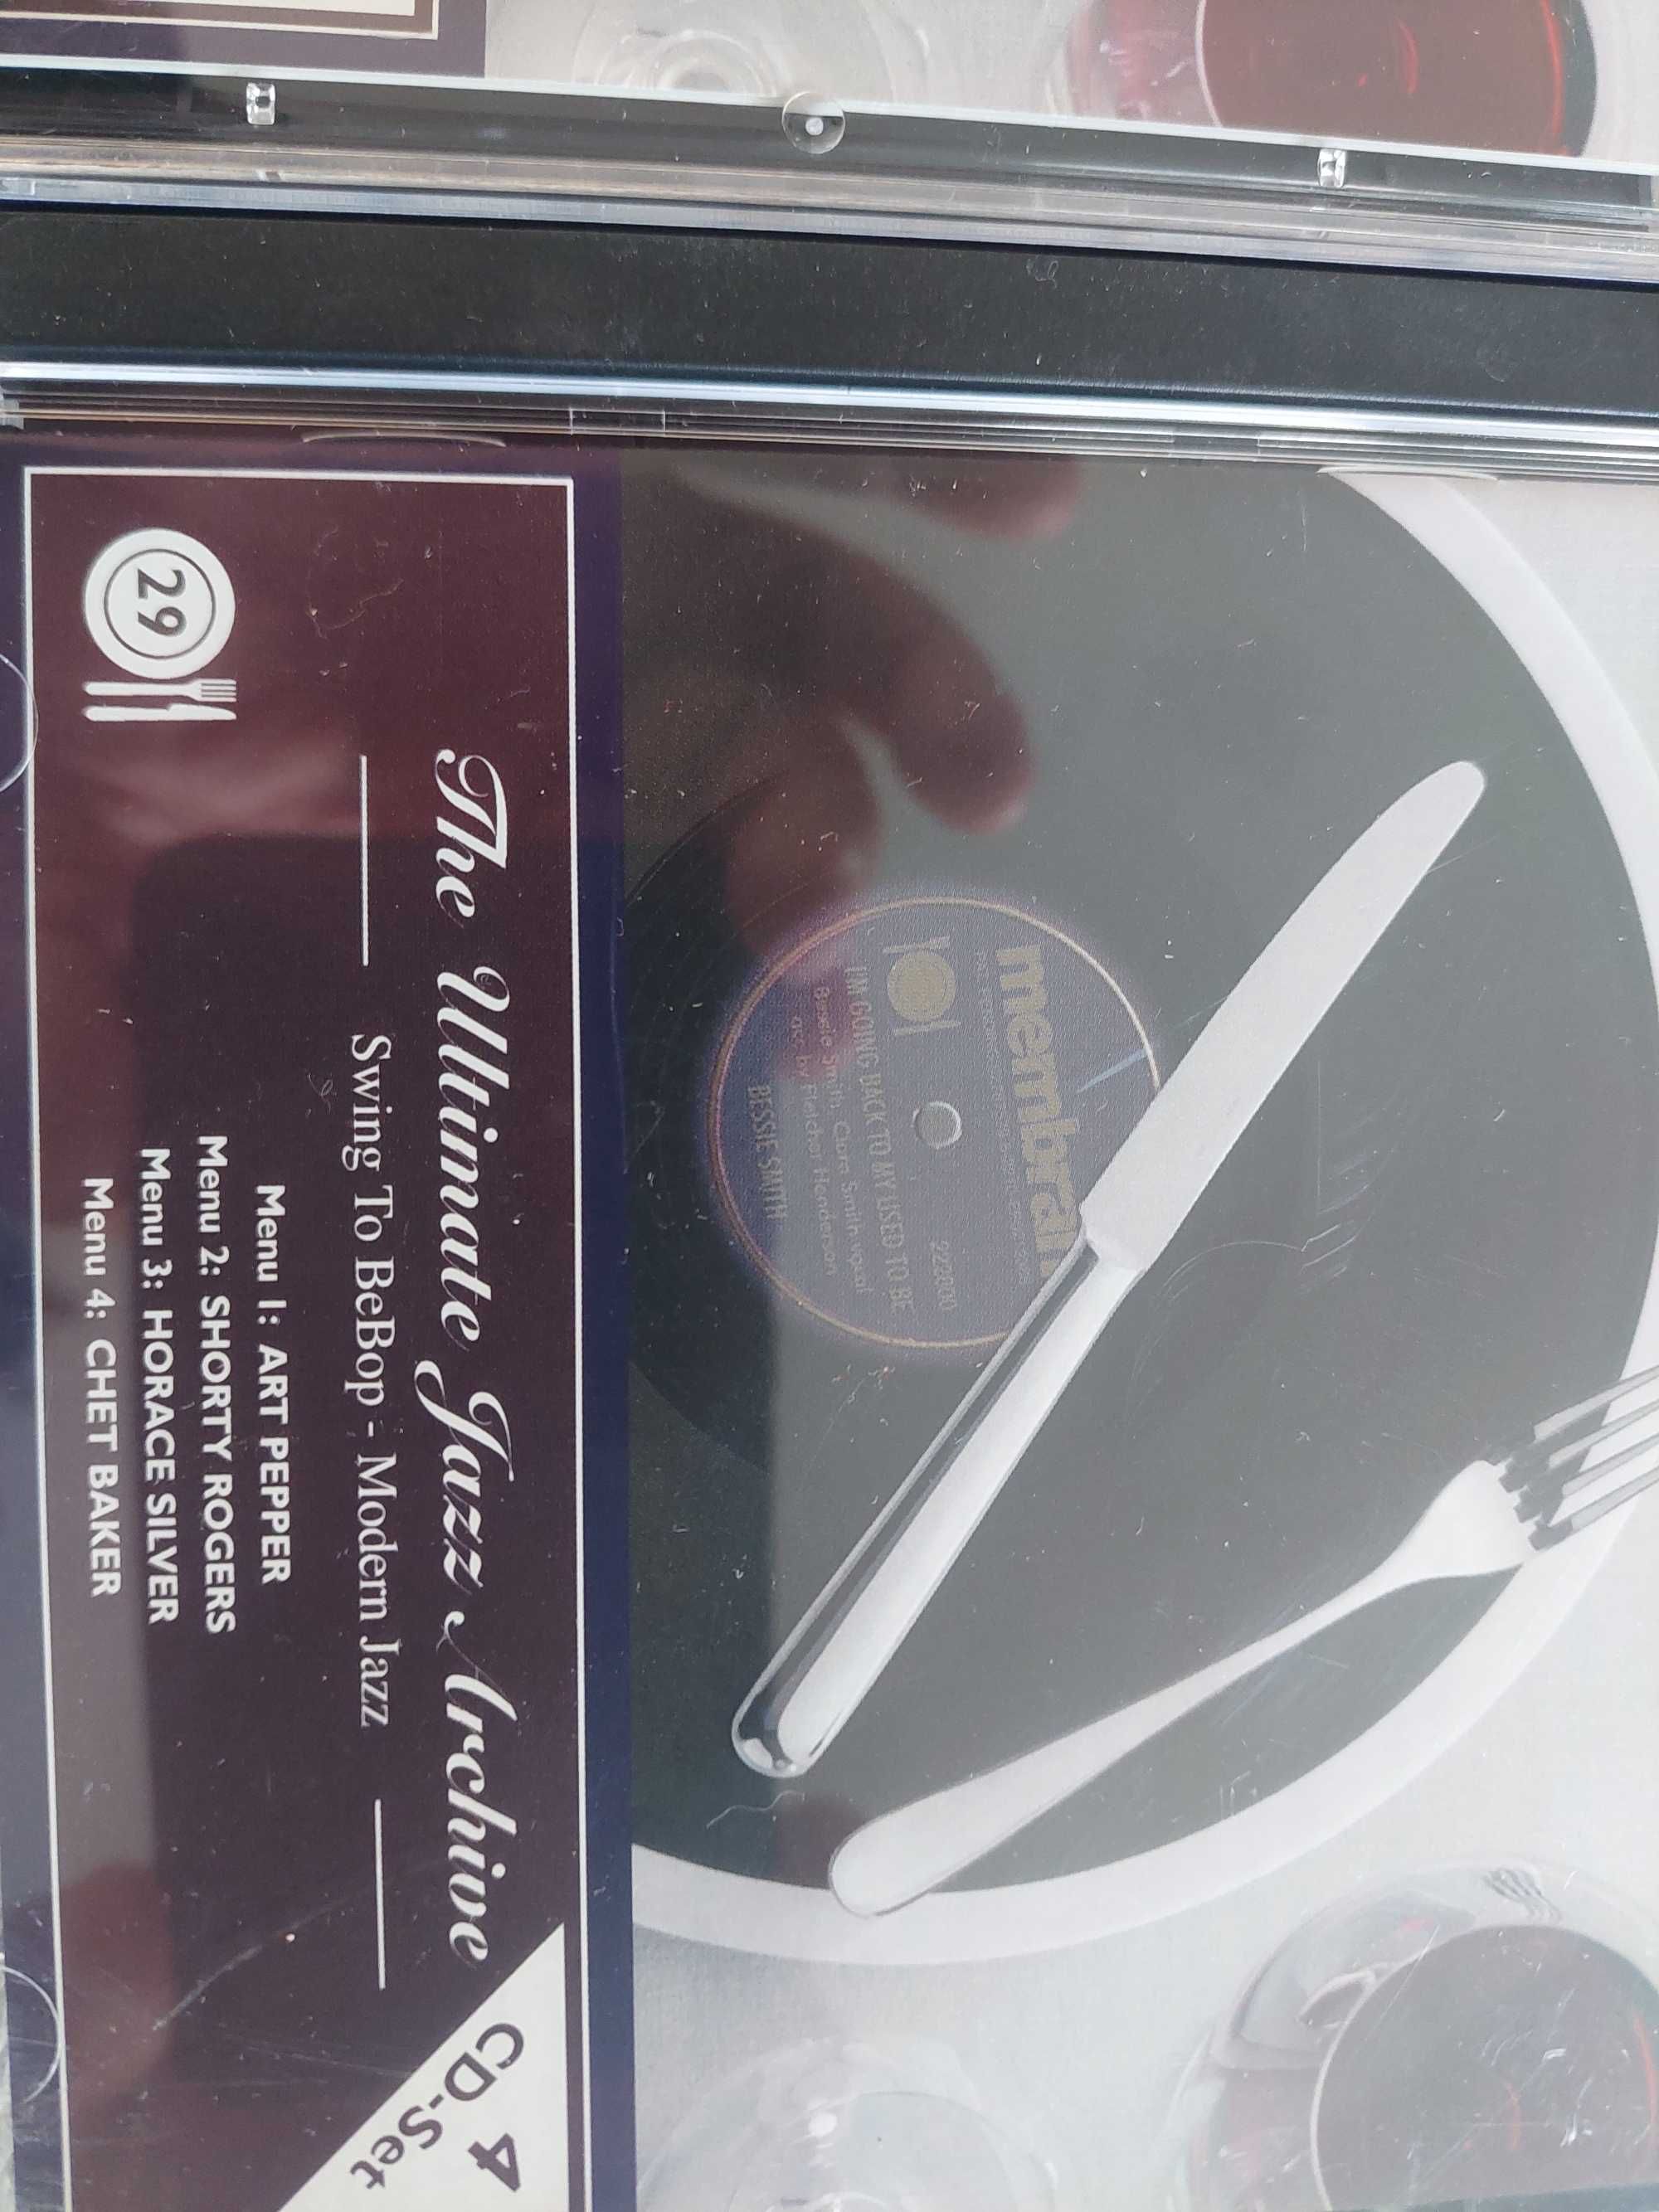 membran
222800
I'M GOING BACK TO MY USED TO BE
Bessie Smith, Clara Smith vocal
acc. by Fletcher Henderson
BESSIE SMITH
The Ultimate Jazz Archive
Swing To BeBop - Modern Jazz
29
Menu 1: ART PEPPER
Menu 2: SHORTY ROGERS
Menu 3: HORACE SILVER
Menu 4: CHET BAKER
4
CD-Set